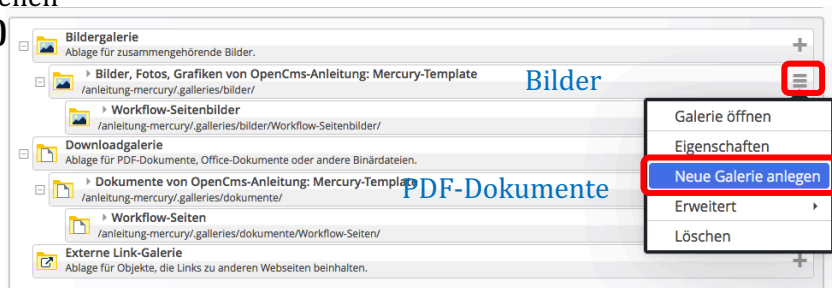 Bildergalerie
Ablage für zusammengehörende Bilder.
Bilder, Fotos, Grafiken von OpenCms-Anleitung: Mercury-Template
/anleitung-mercury/.galleries/bilder/
Bilder
Workflow-Seitenbilder
/anleitung-mercury/.galleries/bilder/Workflow-Seitenbilder/
Downloadgalerie
Ablage für PDF-Dokumente, Office-Dokumente oder andere Binärdateien.
Dokumente von OpenCms-Anleitung: Mercury-Template
/anleitung-mercury/.galleries/dokumente/
PDF-Dokumente
Workflow-Seiten
/anleitung-mercury/.galleries/dokumente/Workflow-Seiten/
Externe Link-Galerie
Ablage für Objekte, die Links zu anderen Webseiten beinhalten.
Galerie öffnen
Eigenschaften
Neue Galerie anlegen
Erweitert
Löschen